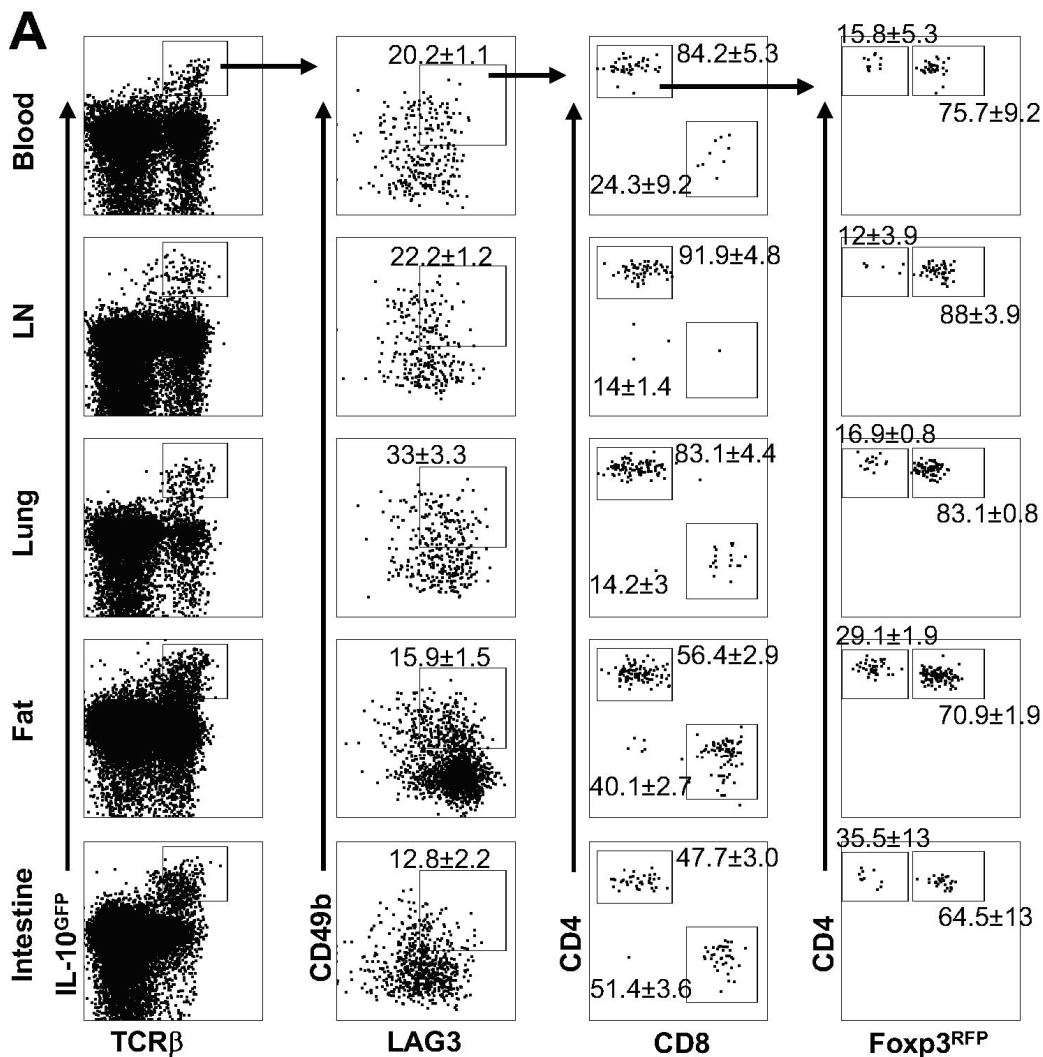 A
Blood
20.2±1.1
84.2±5.3
24.3±9.2
15.8±5.3
75.7±9.2
LN
22.2±1.2
91.9±4.8
14±1.4
12±3.9
88±3.9
Lung
33±3.3
83.1±4.4
14.2±3
16.9±0.8
83.1±0.8
Fat
15.9±1.5
56.4±2.9
40.1±2.7
29.1±1.9
70.9±1.9
Intestine
12.8±2.2
47.7±3.0
51.4±3.6
35.5±13
64.5±13
IL-10GFP
CD49b
CD4
CD4
TCRβ
LAG3
CD8
Foxp3RFP